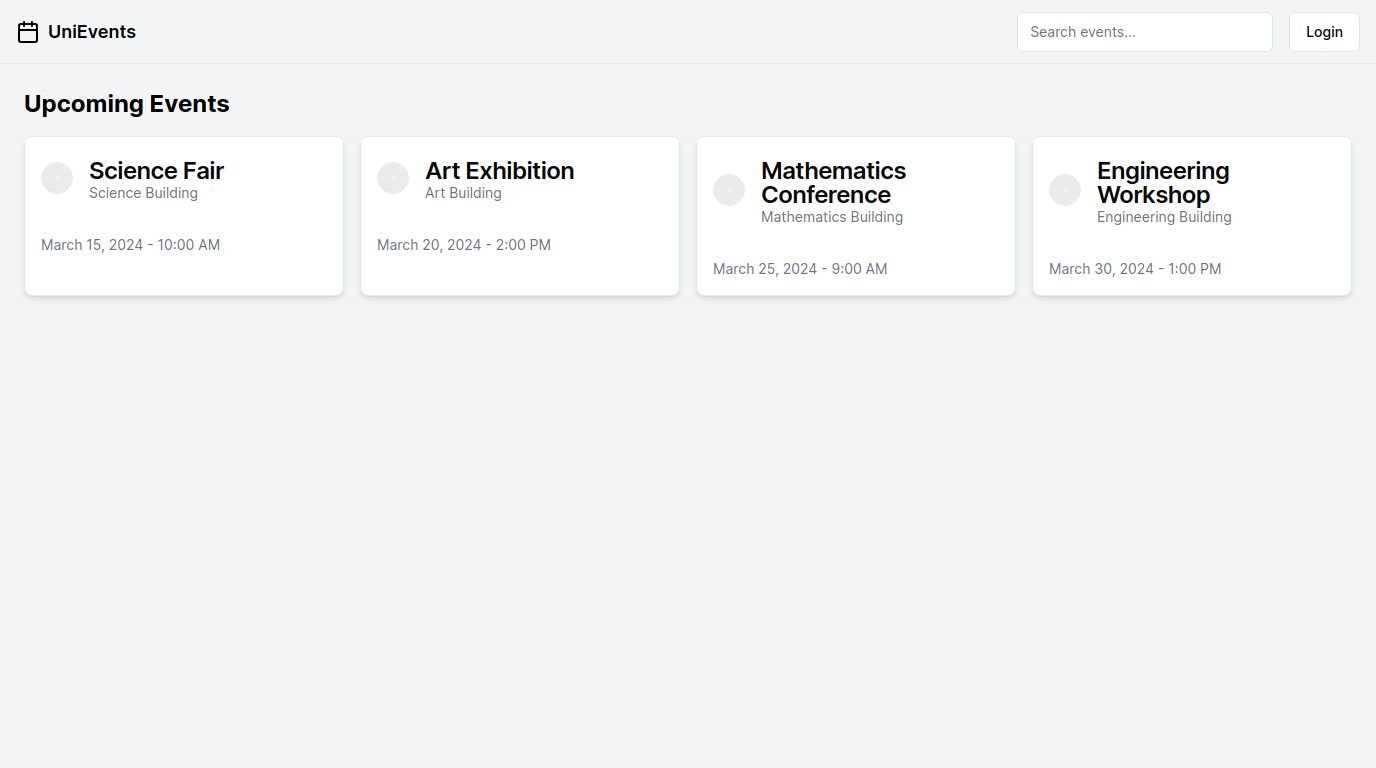 UniEvents
Search events...
Login
Upcoming Events
Science Fair
Science Building
March 15, 2024 - 10:00 AM
Art Exhibition
Art Building
March 20, 2024 - 2:00 PM
Mathematics
Conference
Mathematics Building
March 25, 2024 - 9:00 AM
Engineering
Workshop
Engineering Building
March 30, 2024 - 1:00 PM